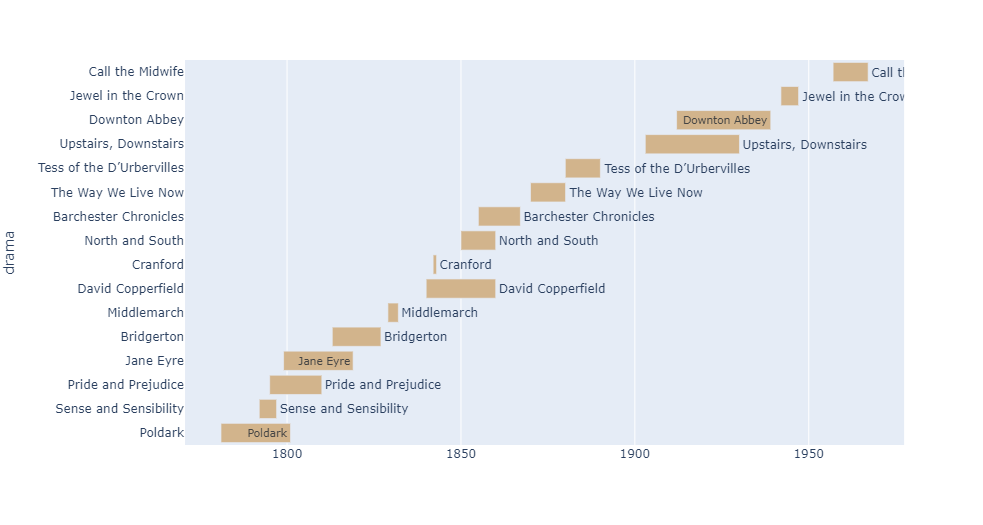 drama
Call the Midwife
Call t
Jewel in the Crown
Jewel in the Crow
Downton Abbey
Downton Abbey
Upstairs, Downstairs
Upstairs, Downstairs
Tess of the D’Urbervilles
Tess of the D’Urbervilles
The Way We Live Now
The Way We Live Now
Barchester Chronicles
Barchester Chronicles
North and South
North and South
Cranford
Cranford
David Copperfield
David Copperfield
Middlemarch
Middlemarch
Bridgerton
Bridgerton
Jane Eyre
Jane Eyre
Pride and Prejudice
Pride and Prejudice
Sense and Sensibility
Sense and Sensibility
Poldark
Poldark
1800 1850 1900 1950